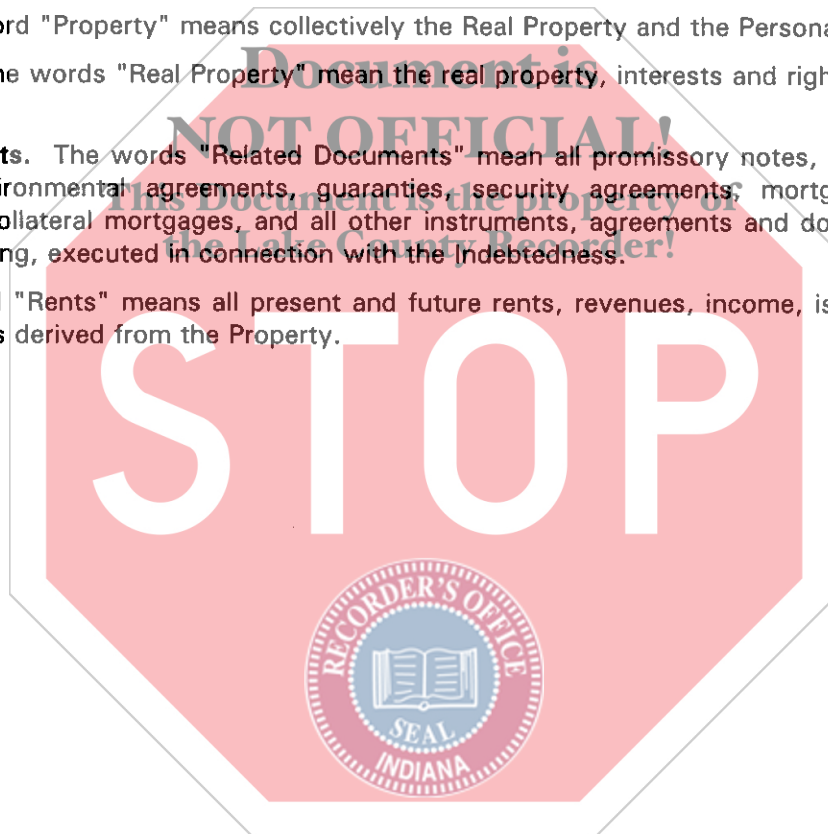 ord "Property" means collectively the Real Property and the Persona
Document is
he words "Real Property" mean the real property, interests and righ
NOT OFFICIAL!
ts. The words "Related Documents" mean all promissory notes,
ironmental agreements, guaranties, security agreements, mortg
This Document is the property of
ollateral mortgages, and all other instruments, agreements and do
the Lake County Recorder!
ng, executed in connection with the Indebtedness.
"Rents" means all present and future rents, revenues, income, is
s derived from the Property.
STOP
RECORDER'S OFFICE
SEAL
INDIANA